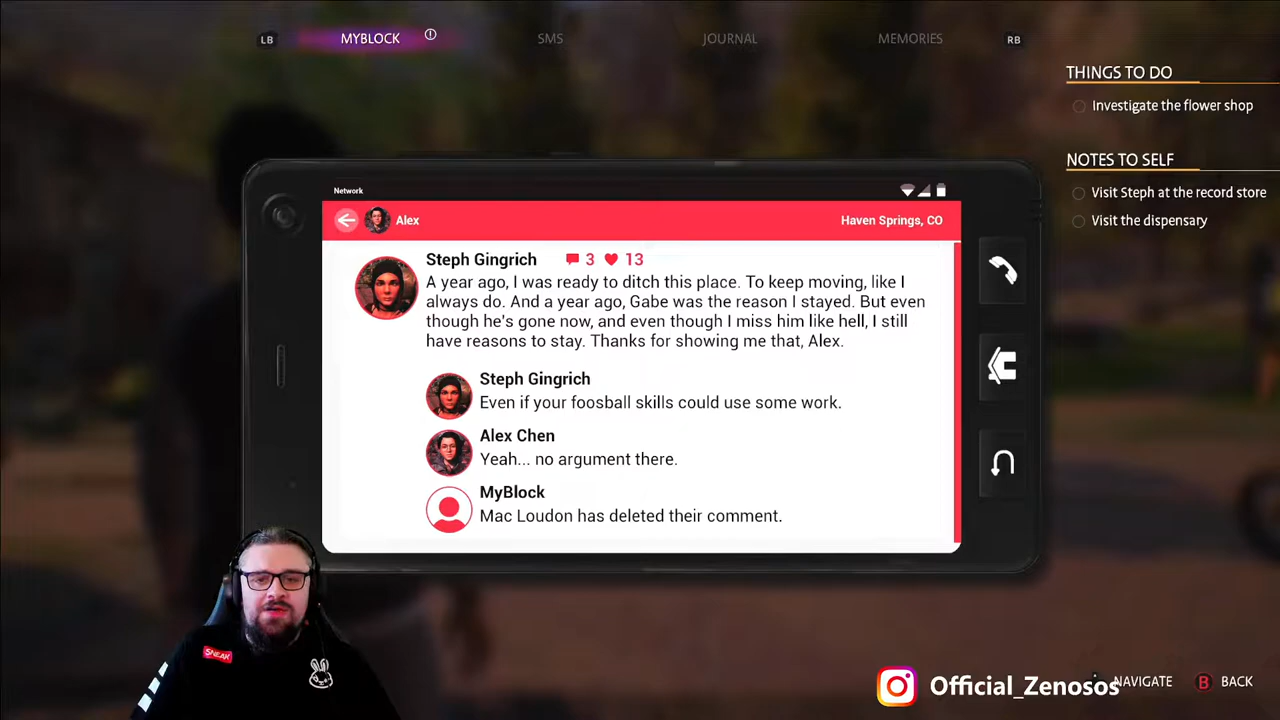 LB
MYBLOCK
SMS
JOURNAL
MEMORIES
RB
THINGS TO DO
Investigate the flower shop
NOTES TO SELF
Visit Steph at the record store
Visit the dispensary
Network
Alex
Haven Springs, CO
Steph Gingrich 3 13
A year ago, I was ready to ditch this place. To keep moving, like I
always do. And a year ago, Gabe was the reason I stayed. But even
though he's gone now, and even though I miss him like hell, I still
have reasons to stay. Thanks for showing me that, Alex.
Steph Gingrich
Even if your foosball skills could use some work.
Alex Chen
Yeah... no argument there.
MyBlock
Mac Loudon has deleted their comment.
SNEAK
Official_Zenosos
NAVIGATE
B BACK